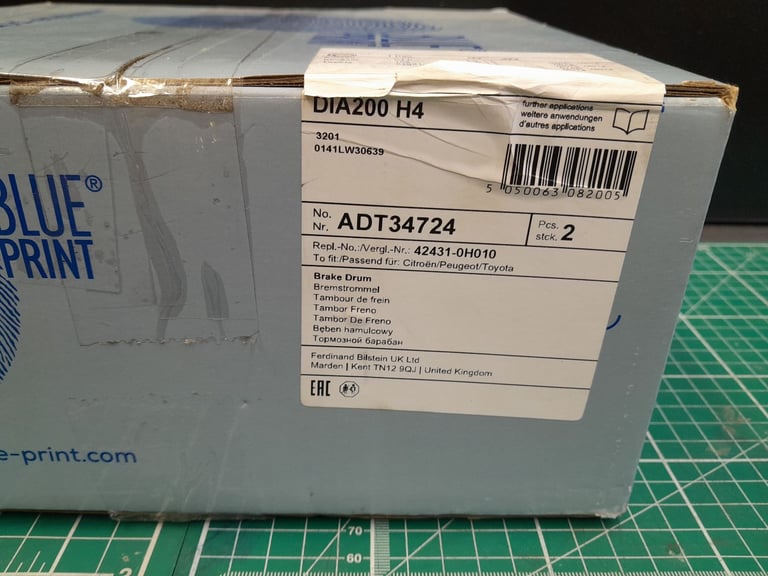 DIA200 H4
further applications
weitere anwendungen
d'autres applications
3201
0141LW30639
5 050063 082005
No.
Nr. ADT34724
Pcs.
stck. 2
Repl.-No.:/Vergl.-Nr.: 42431-0H010
To fit:/Passend für: Citroën/Peugeot/Toyota
Brake Drum
Bremstrommel
Tambour de frein
Tambor Freno
Tambor De Freno
Bęben hamulcowy
Тормозной барабан
Ferdinand Bilstein UK Ltd
Marden | Kent TN12 9QJ | United Kingdom
EAC
BLUE®
PRINT
e-print.com
70
60
2